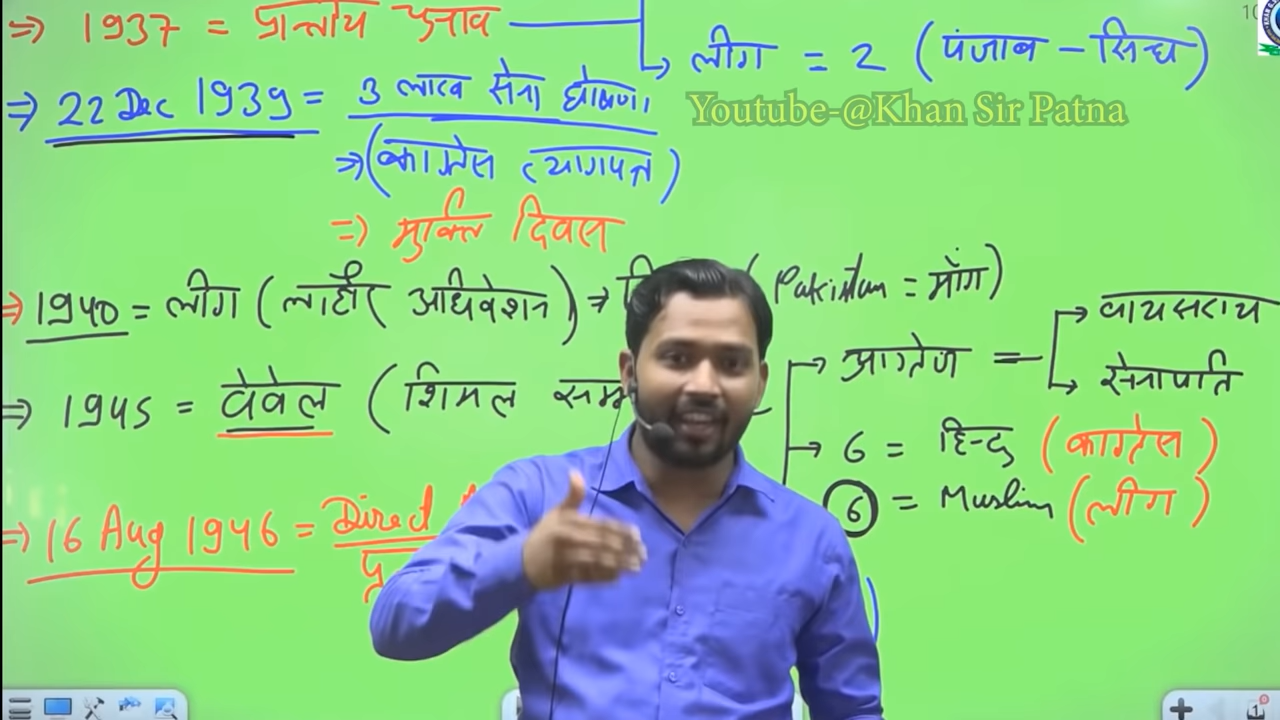 ⇒ 1937 = प्रान्तीय चुनाव
→ लीग = 2 (पंजाब - सिन्ध)
⇒ 22 Dec 1939 = 3 लाख सेना घोषणा
Youtube-@Khan Sir Patna
⇒ (कांग्रेस त्यागपत्र)
⇒ मुक्ति दिवस
⇒ 1940 = लीग (लाहौर अधिवेशन) → (Pakistan = माँग)
→ अंग्रेज =
→ वायसराय
→ सेनापति
⇒ 1945 = वेवेल (शिमल
→ 6 = हिन्दु (कांग्रेस)
6 = Muslim (लीग)
⇒ 16 Aug 1946 = Direct
10